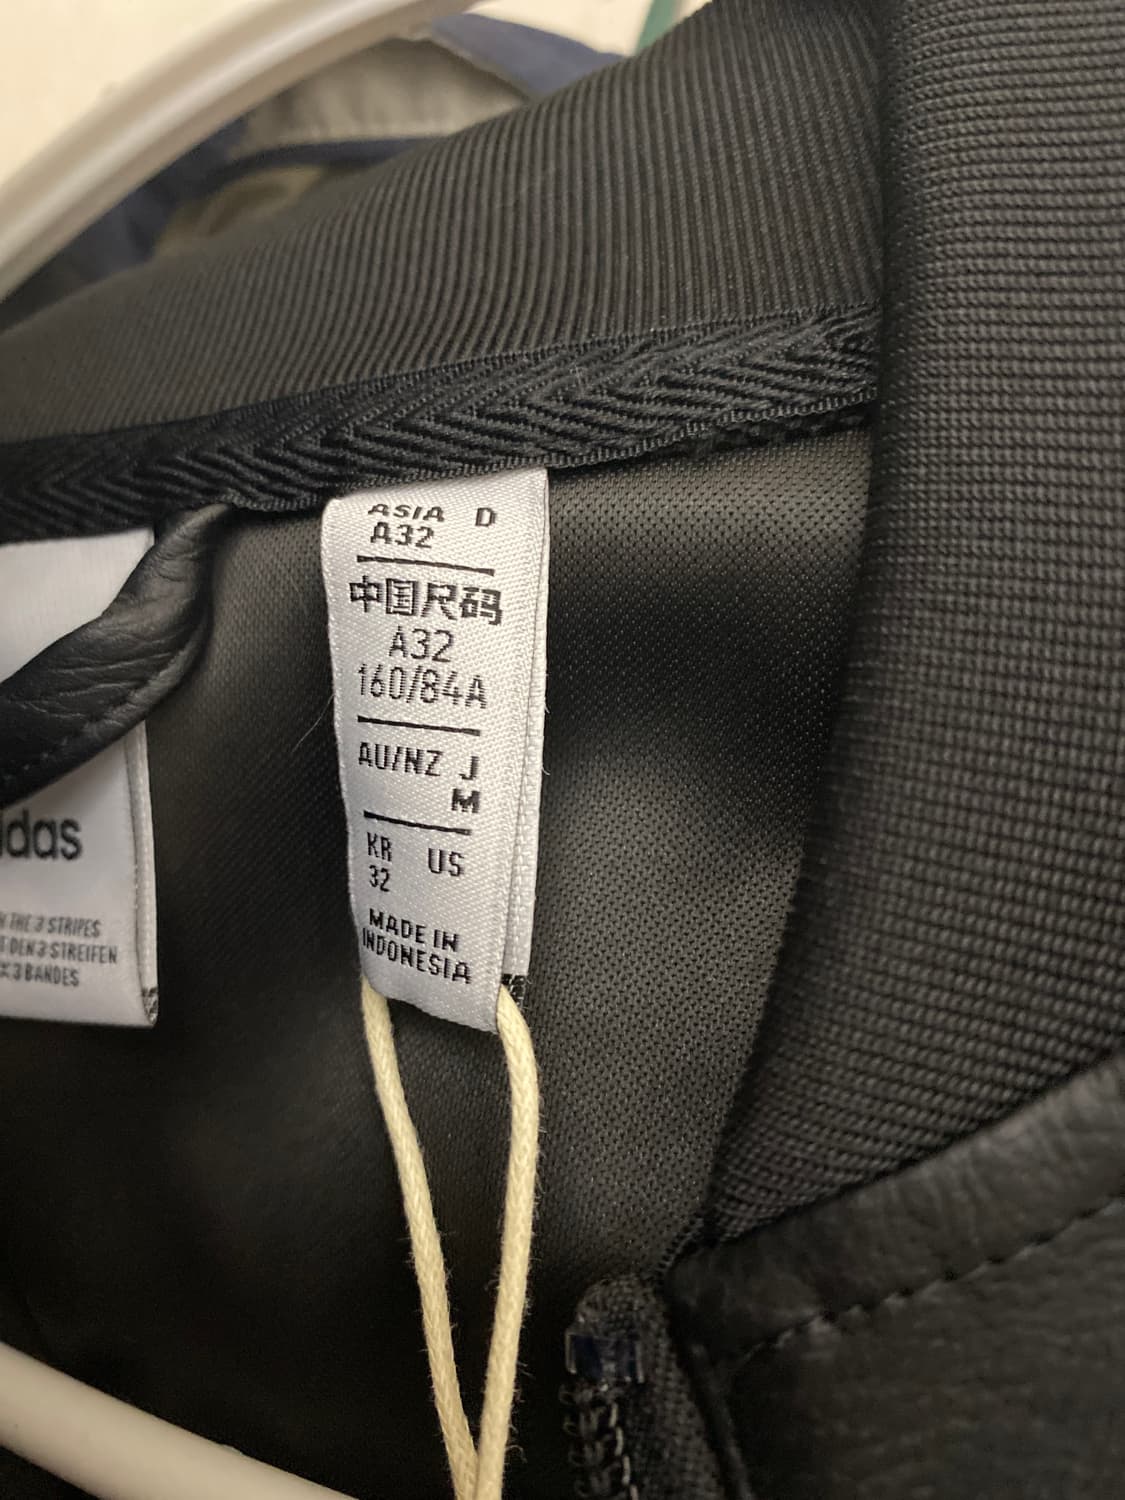 ASIA D
A32
中国尺码
A32
160/84A
AU/NZ J
M
KR US
32
MADE IN
INDONESIA
idas
THE 3 STRIPES
DEN 3 STREIFEN
3 BANDES